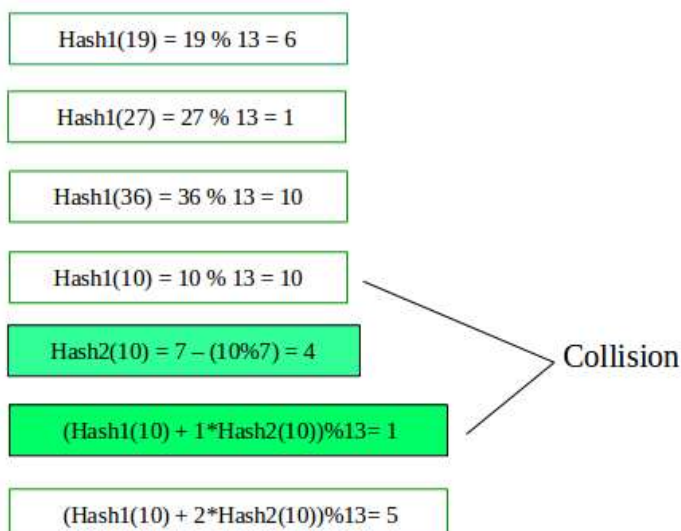 Hash1(19) = 19 % 13 = 6
Hash1(27) = 27 % 13 = 1
Hash1(36) = 36 % 13 = 10
Hash1(10) = 10 % 13 = 10
Hash2(10) = 7 – (10%7) = 4
Collision
(Hash1(10) + 1*Hash2(10))%13= 1
(Hash1(10) + 2*Hash2(10))%13= 5